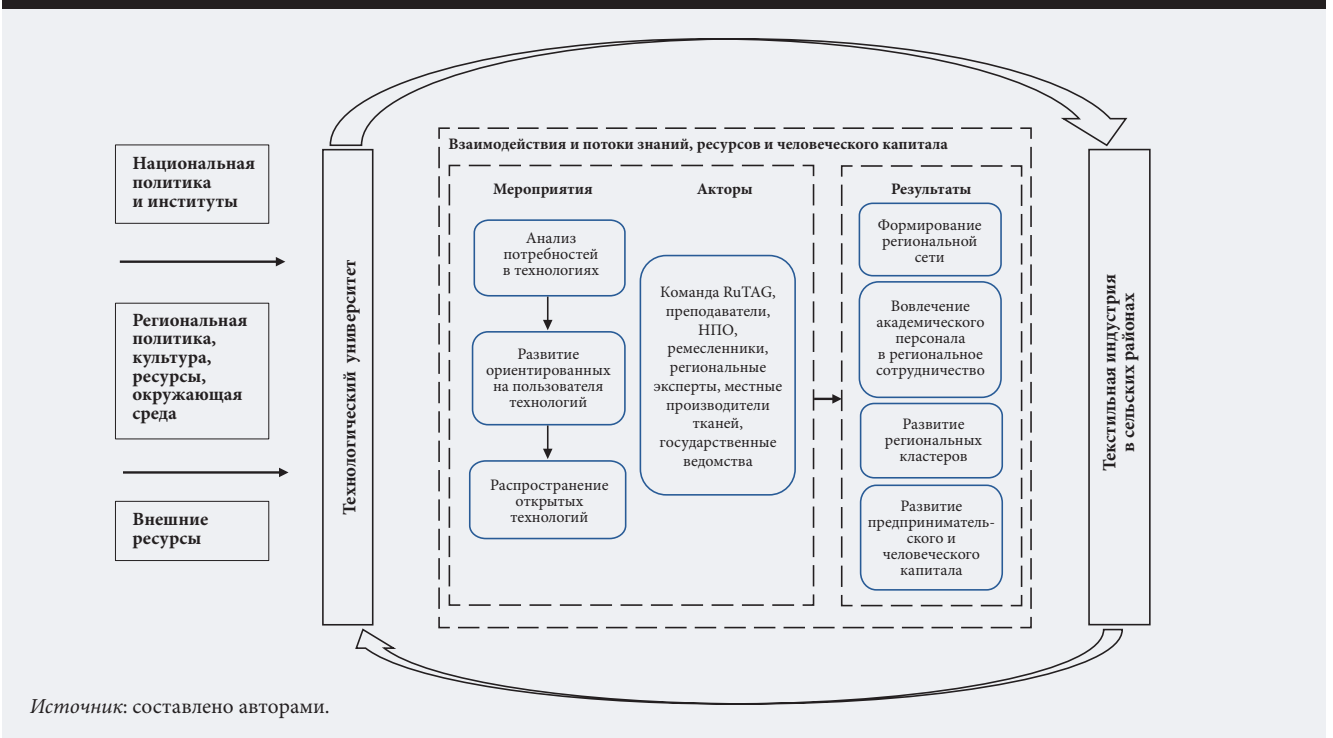 Национальная
политика
и институты
Региональная
политика,
культура,
ресурсы,
окружающая
среда
Внешние
ресурсы
Технологический университет
Взаимодействия и потоки знаний, ресурсов и человеческого капитала
Мероприятия
Анализ
потребностей
в технологиях
Развитие
ориентированных
на пользователя
технологий
Распространение
открытых
технологий
Акторы
Команда RuTAG,
преподаватели,
НПО,
ремесленники,
региональные
эксперты, местные
производители
тканей,
государственные
ведомства
Результаты
Формирование
региональной
сети
Вовлечение
академического
персонала
в региональное
сотрудничество
Развитие
региональных
кластеров
Развитие
предприниматель-
ского и
человеческого
капитала
Текстильная индустрия
в сельских районах
Источник: составлено авторами.